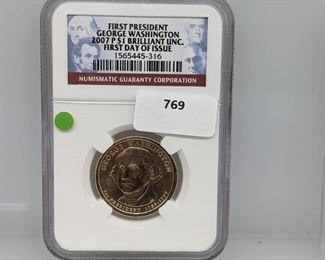 FIRST PRESIDENT
GEORGE WASHINGTON
2007 P $1 BRILLIANT UNC.
FIRST DAY OF ISSUE
1565445-316
NUMISMATIC GUARANTY CORPORATION
769
GEORGE WASHINGTON
1st PRESIDENT 1789-1797